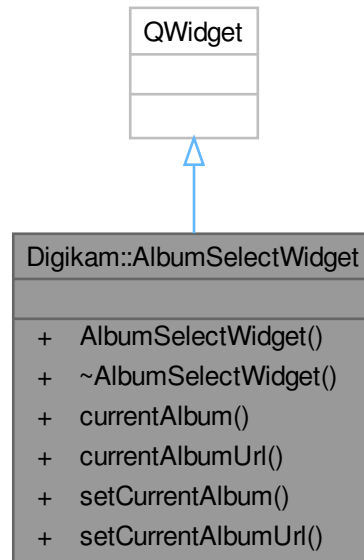 QWidget
Digikam::AlbumSelectWidget
+ AlbumSelectWidget()
+ ~AlbumSelectWidget()
+ currentAlbum()
+ currentAlbumUrl()
+ setCurrentAlbum()
+ setCurrentAlbumUrl()